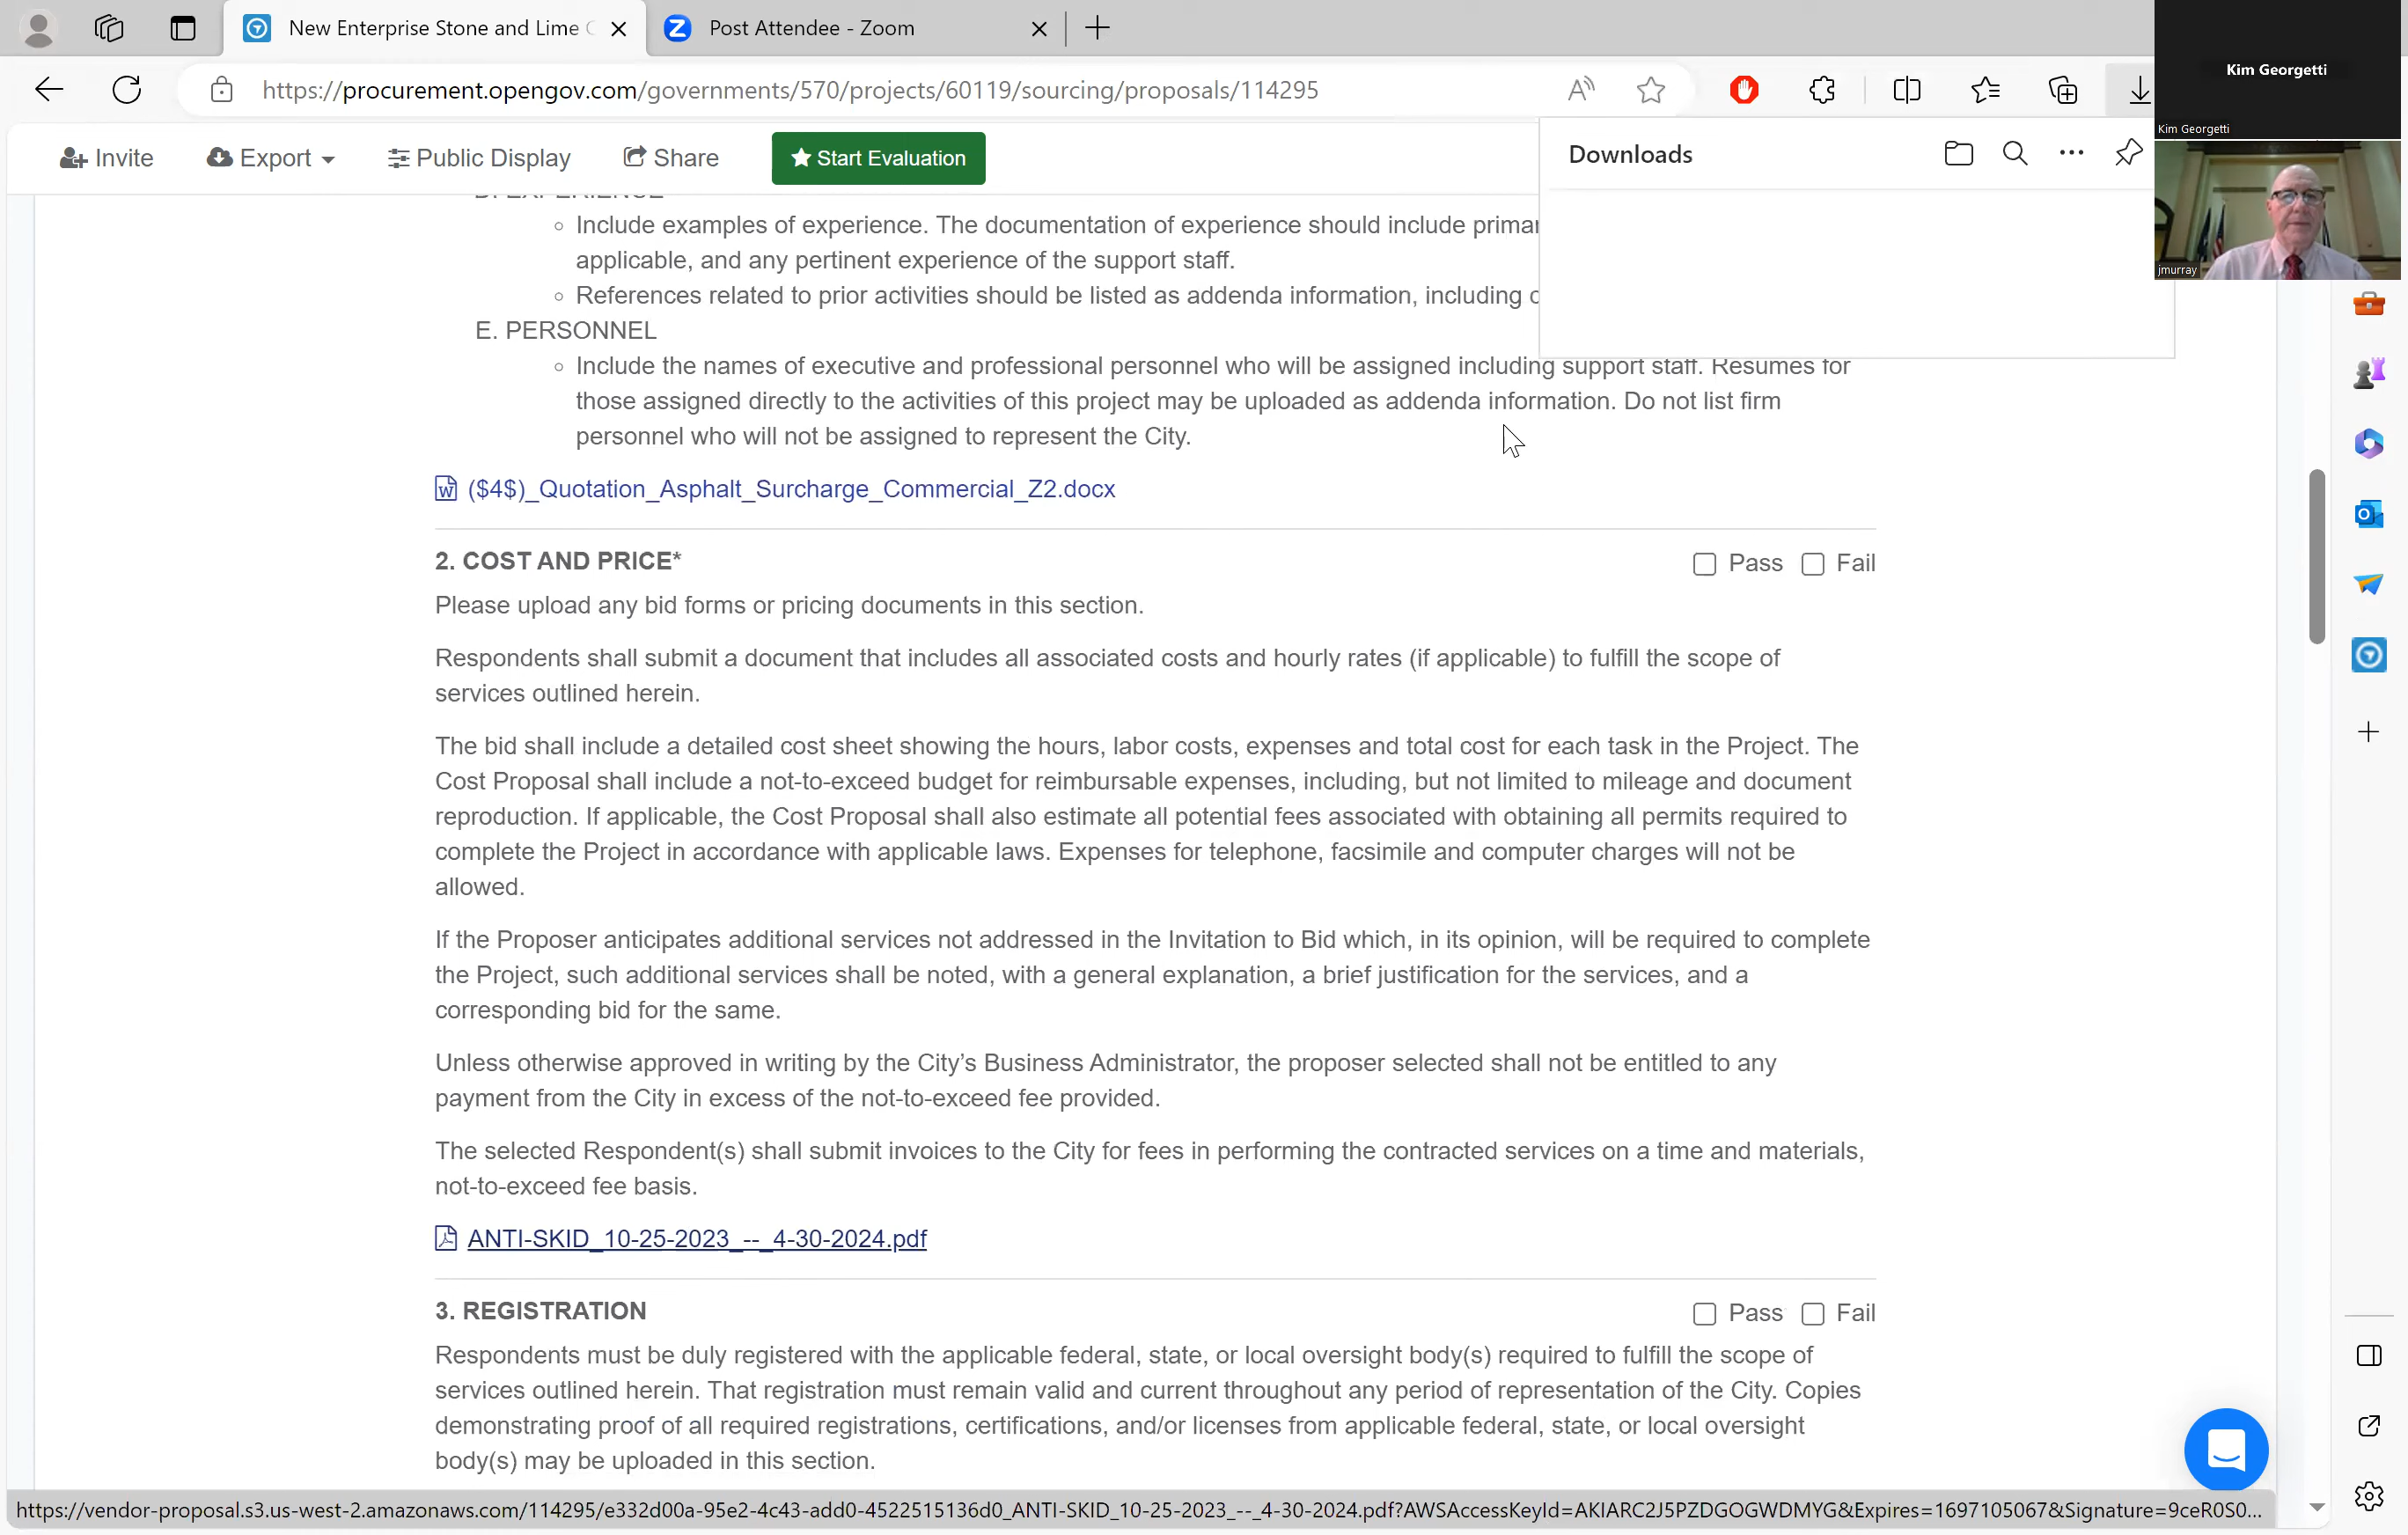 New Enterprise Stone and Lime C
Post Attendee - Zoom
https://procurement.opengov.com/governments/570/projects/60119/sourcing/proposals/114295
Kim Georgetti
Kim Georgetti
jmurray
Invite
Export
Public Display
Share
Start Evaluation
Downloads
D. EXPERIENCE
Include examples of experience. The documentation of experience should include primar
applicable, and any pertinent experience of the support staff.
References related to prior activities should be listed as addenda information, including c
E. PERSONNEL
Include the names of executive and professional personnel who will be assigned including support staff. Resumes for
those assigned directly to the activities of this project may be uploaded as addenda information. Do not list firm
personnel who will not be assigned to represent the City.
($4$)_Quotation_Asphalt_Surcharge_Commercial_Z2.docx
2. COST AND PRICE*
Pass Fail
Please upload any bid forms or pricing documents in this section.
Respondents shall submit a document that includes all associated costs and hourly rates (if applicable) to fulfill the scope of
services outlined herein.
The bid shall include a detailed cost sheet showing the hours, labor costs, expenses and total cost for each task in the Project. The
Cost Proposal shall include a not-to-exceed budget for reimbursable expenses, including, but not limited to mileage and document
reproduction. If applicable, the Cost Proposal shall also estimate all potential fees associated with obtaining all permits required to
complete the Project in accordance with applicable laws. Expenses for telephone, facsimile and computer charges will not be
allowed.
If the Proposer anticipates additional services not addressed in the Invitation to Bid which, in its opinion, will be required to complete
the Project, such additional services shall be noted, with a general explanation, a brief justification for the services, and a
corresponding bid for the same.
Unless otherwise approved in writing by the City's Business Administrator, the proposer selected shall not be entitled to any
payment from the City in excess of the not-to-exceed fee provided.
The selected Respondent(s) shall submit invoices to the City for fees in performing the contracted services on a time and materials,
not-to-exceed fee basis.
ANTI-SKID_10-25-2023_--_4-30-2024.pdf
3. REGISTRATION
Pass Fail
Respondents must be duly registered with the applicable federal, state, or local oversight body(s) required to fulfill the scope of
services outlined herein. That registration must remain valid and current throughout any period of representation of the City. Copies
demonstrating proof of all required registrations, certifications, and/or licenses from applicable federal, state, or local oversight
body(s) may be uploaded in this section.
https://vendor-proposal.s3.us-west-2.amazonaws.com/114295/e332d00a-95e2-4c43-add0-4522515136d0_ANTI-SKID_10-25-2023_--_4-30-2024.pdf?AWSAccessKeyId=AKIARC2J5PZDGOGWDMYG&Expires=1697105067&Signature=9ceR0S0...